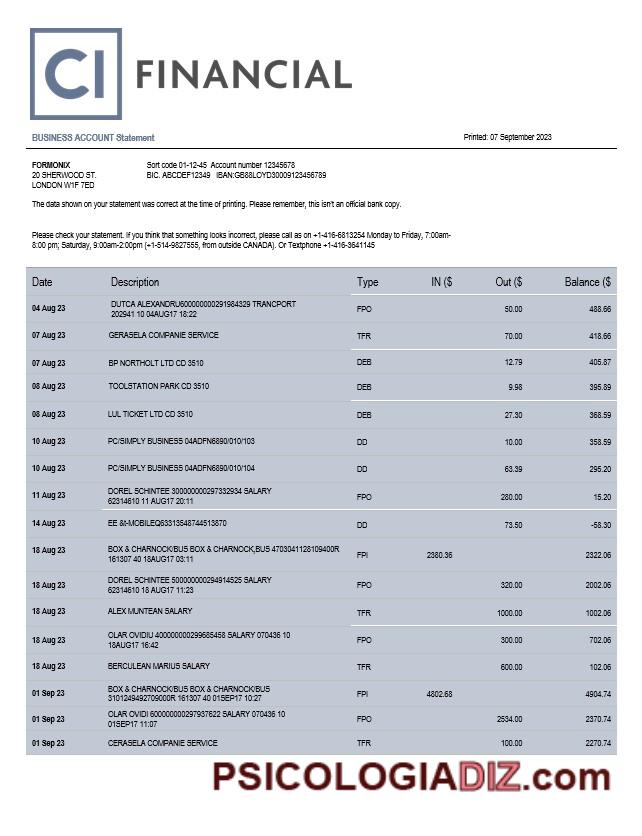 CI FINANCIAL
BUSINESS ACCOUNT Statement Printed: 07 September 2023
FORMONIX Sort code 01-12-45 Account number 12345678
20 SHERWOOD ST. BIC. ABCDEF12349 IBAN:GB88LOYD30009123456789
LONDON W1F 7ED
The data shown on your statement was correct at the time of printing. Please remember, this isn't an official bank copy.
Please check your statement. If you think that something looks incorrect, please call as on +1-416-6813254 Monday to Friday, 7:00am-
8:00 pm; Saturday, 9:00am-2:00pm (+1-514-9827555, from outside CANADA). Or Textphone +1-416-3641145
Date Description Type IN ($ Out ($ Balance ($
04 Aug 23 DUTCA ALEXANDRU600000000291984329 TRANCPORT FPO 50.00 488.66
202941 10 04AUG17 18:22
07 Aug 23 GERASELA COMPANIE SERVICE TFR 70.00 418.66
07 Aug 23 BP NORTHOLT LTD CD 3510 DEB 12.79 405.87
08 Aug 23 TOOLSTATION PARK CD 3510 DEB 9.98 395.89
08 Aug 23 LUL TICKET LTD CD 3510 DEB 27.30 368.59
10 Aug 23 PC/SIMPLY BUSINESS 04ADFN6890/010/103 DD 10.00 358.59
10 Aug 23 PC/SIMPLY BUSINESS 04ADFN6890/010/104 DD 63.39 295.20
11 Aug 23 DOREL SCHINTEE 300000000297332934 SALARY FPO 280.00 15.20
62314610 11 AUG17 20:11
14 Aug 23 EE &t-MOBILEQ63313548744513870 DD 73.50 -58.30
18 Aug 23 BOX & CHARNOCK/BUS BOX & CHARNOCK,BUS 4703041128109400R FPI 2380.36 2322.06
161307 40 18AUG17 03:11
18 Aug 23 DOREL SCHINTEE 500000000294914525 SALARY FPO 320.00 2002.06
62314610 18 AUG17 11:23
18 Aug 23 ALEX MUNTEAN SALARY TFR 1000.00 1002.06
18 Aug 23 OLAR OVIDIU 400000000299685458 SALARY 070436 10 FPO 300.00 702.06
18AUG17 16:42
18 Aug 23 BERCULEAN MARIUS SALARY TFR 600.00 102.06
01 Sep 23 BOX & CHARNOCK/BUS BOX & CHARNOCK/BUS FPI 4802.68 4904.74
3101249492709000R 161307 40 01SEP17 10:27
01 Sep 23 OLAR OVIDI 600000000297937622 SALARY 070436 10 FPO 2534.00 2370.74
01SEP17 11:07
01 Sep 23 CERASELA COMPANIE SERVICE TFR 100.00 2270.74
PSICOLOGIADIZ.com